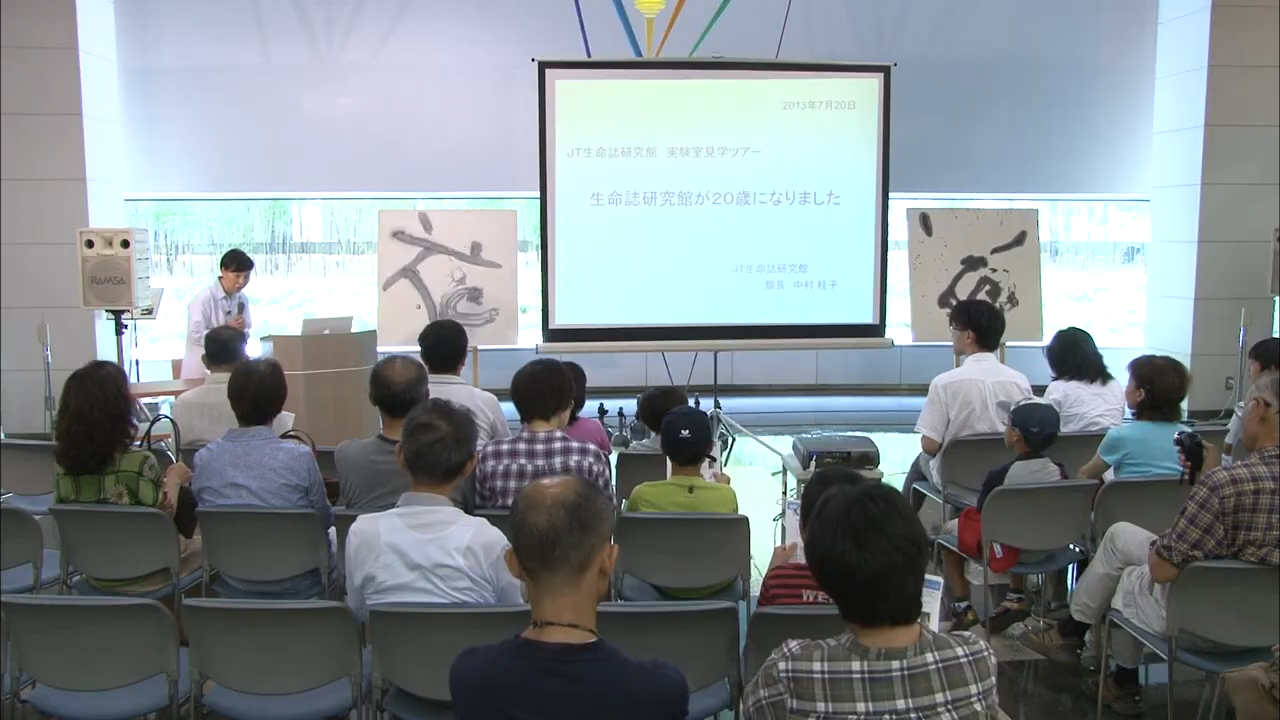 2013年7月20日
JT生命誌研究館 実験室見学ツアー
生命誌研究館が20歳になりました
JT生命誌研究館
館長 中村 桂子
RAMSA
WE